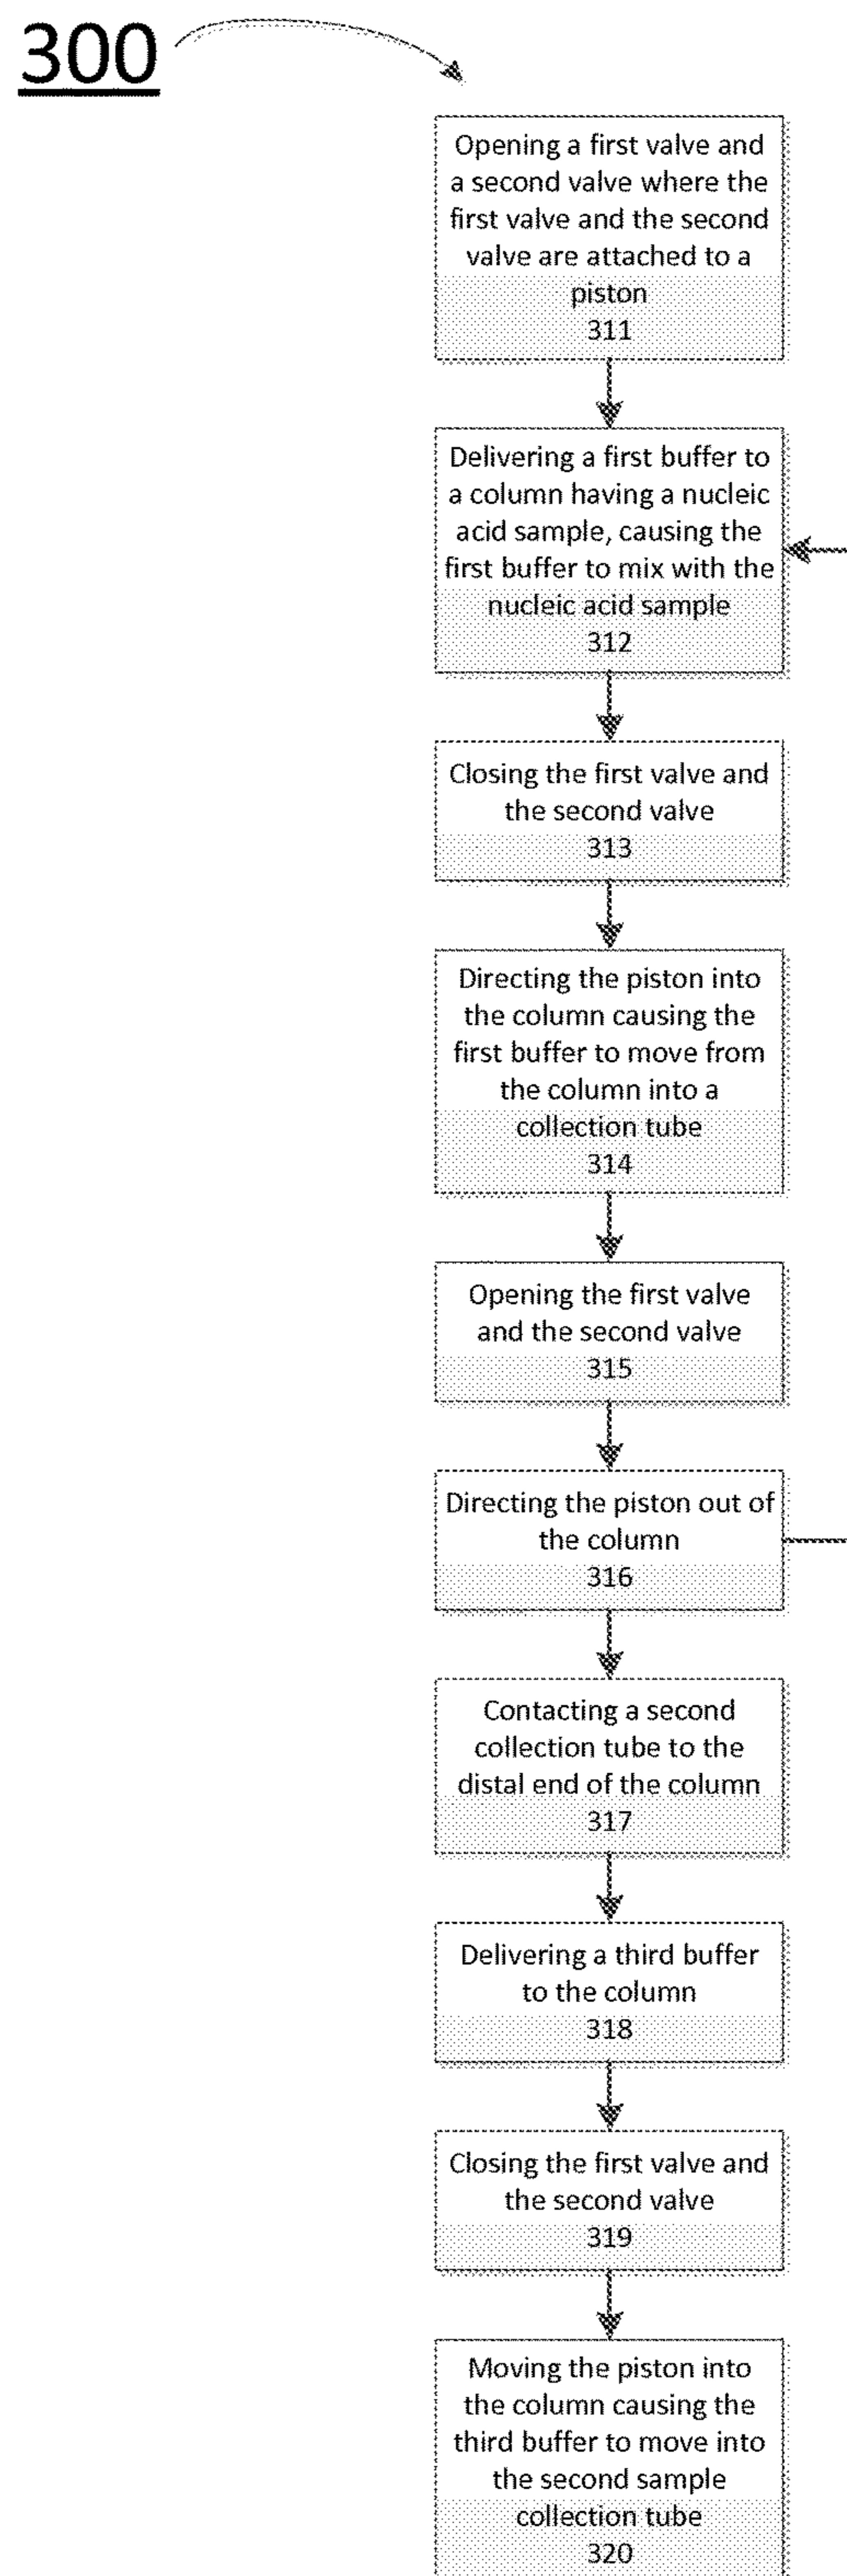 300
Opening a first valve and
a second valve where the
first valve and the second
valve are attached to a
piston
311
Delivering a first buffer to
a column having a nucleic
acid sample, causing the
first buffer to mix with the
nucleic acid sample
312
Closing the first valve and
the second valve
313
Directing the piston into
the column causing the
first buffer to move from
the column into a
collection tube
314
Opening the first valve
and the second valve
315
Directing the piston out of
the column
316
Contacting a second
collection tube to the
distal end of the column
317
Delivering a third buffer
to the column
318
Closing the first valve and
the second valve
319
Moving the piston into
the column causing the
third buffer to move into
the second sample
collection tube
320